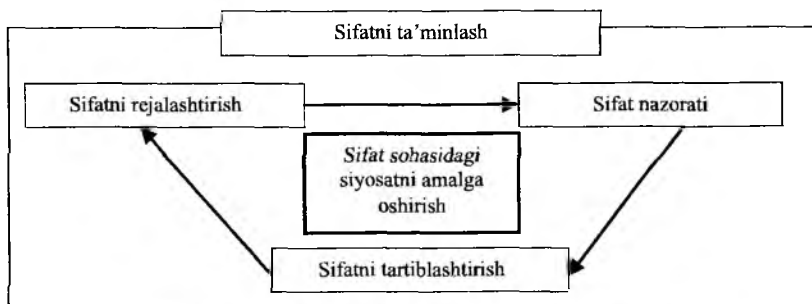 Sifatni ta’minlash
Sifatni rejalashtirish
Sifat nazorati
Sifat sohasidagi
siyosatni amalga
oshirish
Sifatni tartiblashtirish